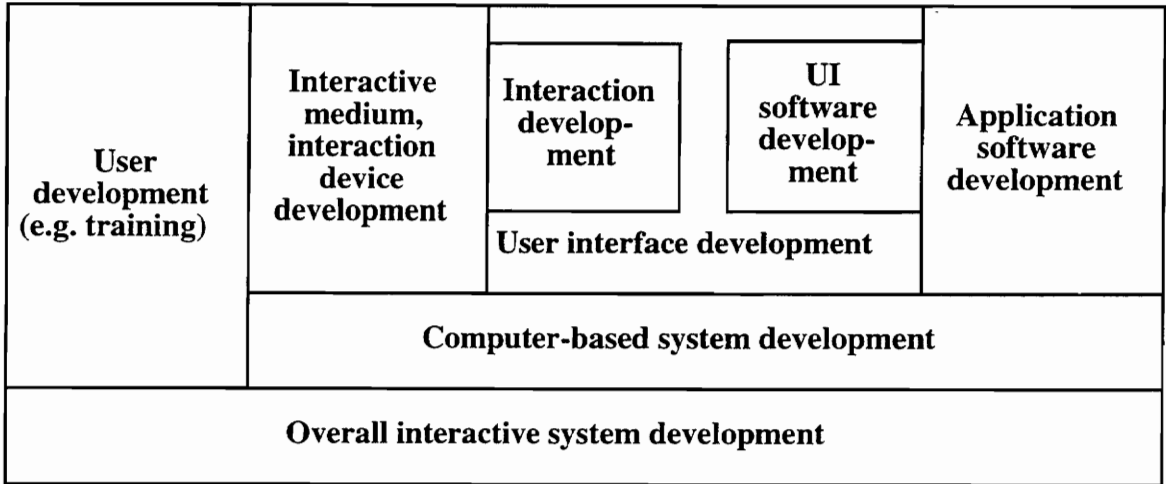 User
development
(e.g. training)
Interactive
medium,
interaction
device
development
Interaction
develop-
ment
UI
software
develop-
ment
User interface development
Application
software
development
Computer-based system development
Overall interactive system development